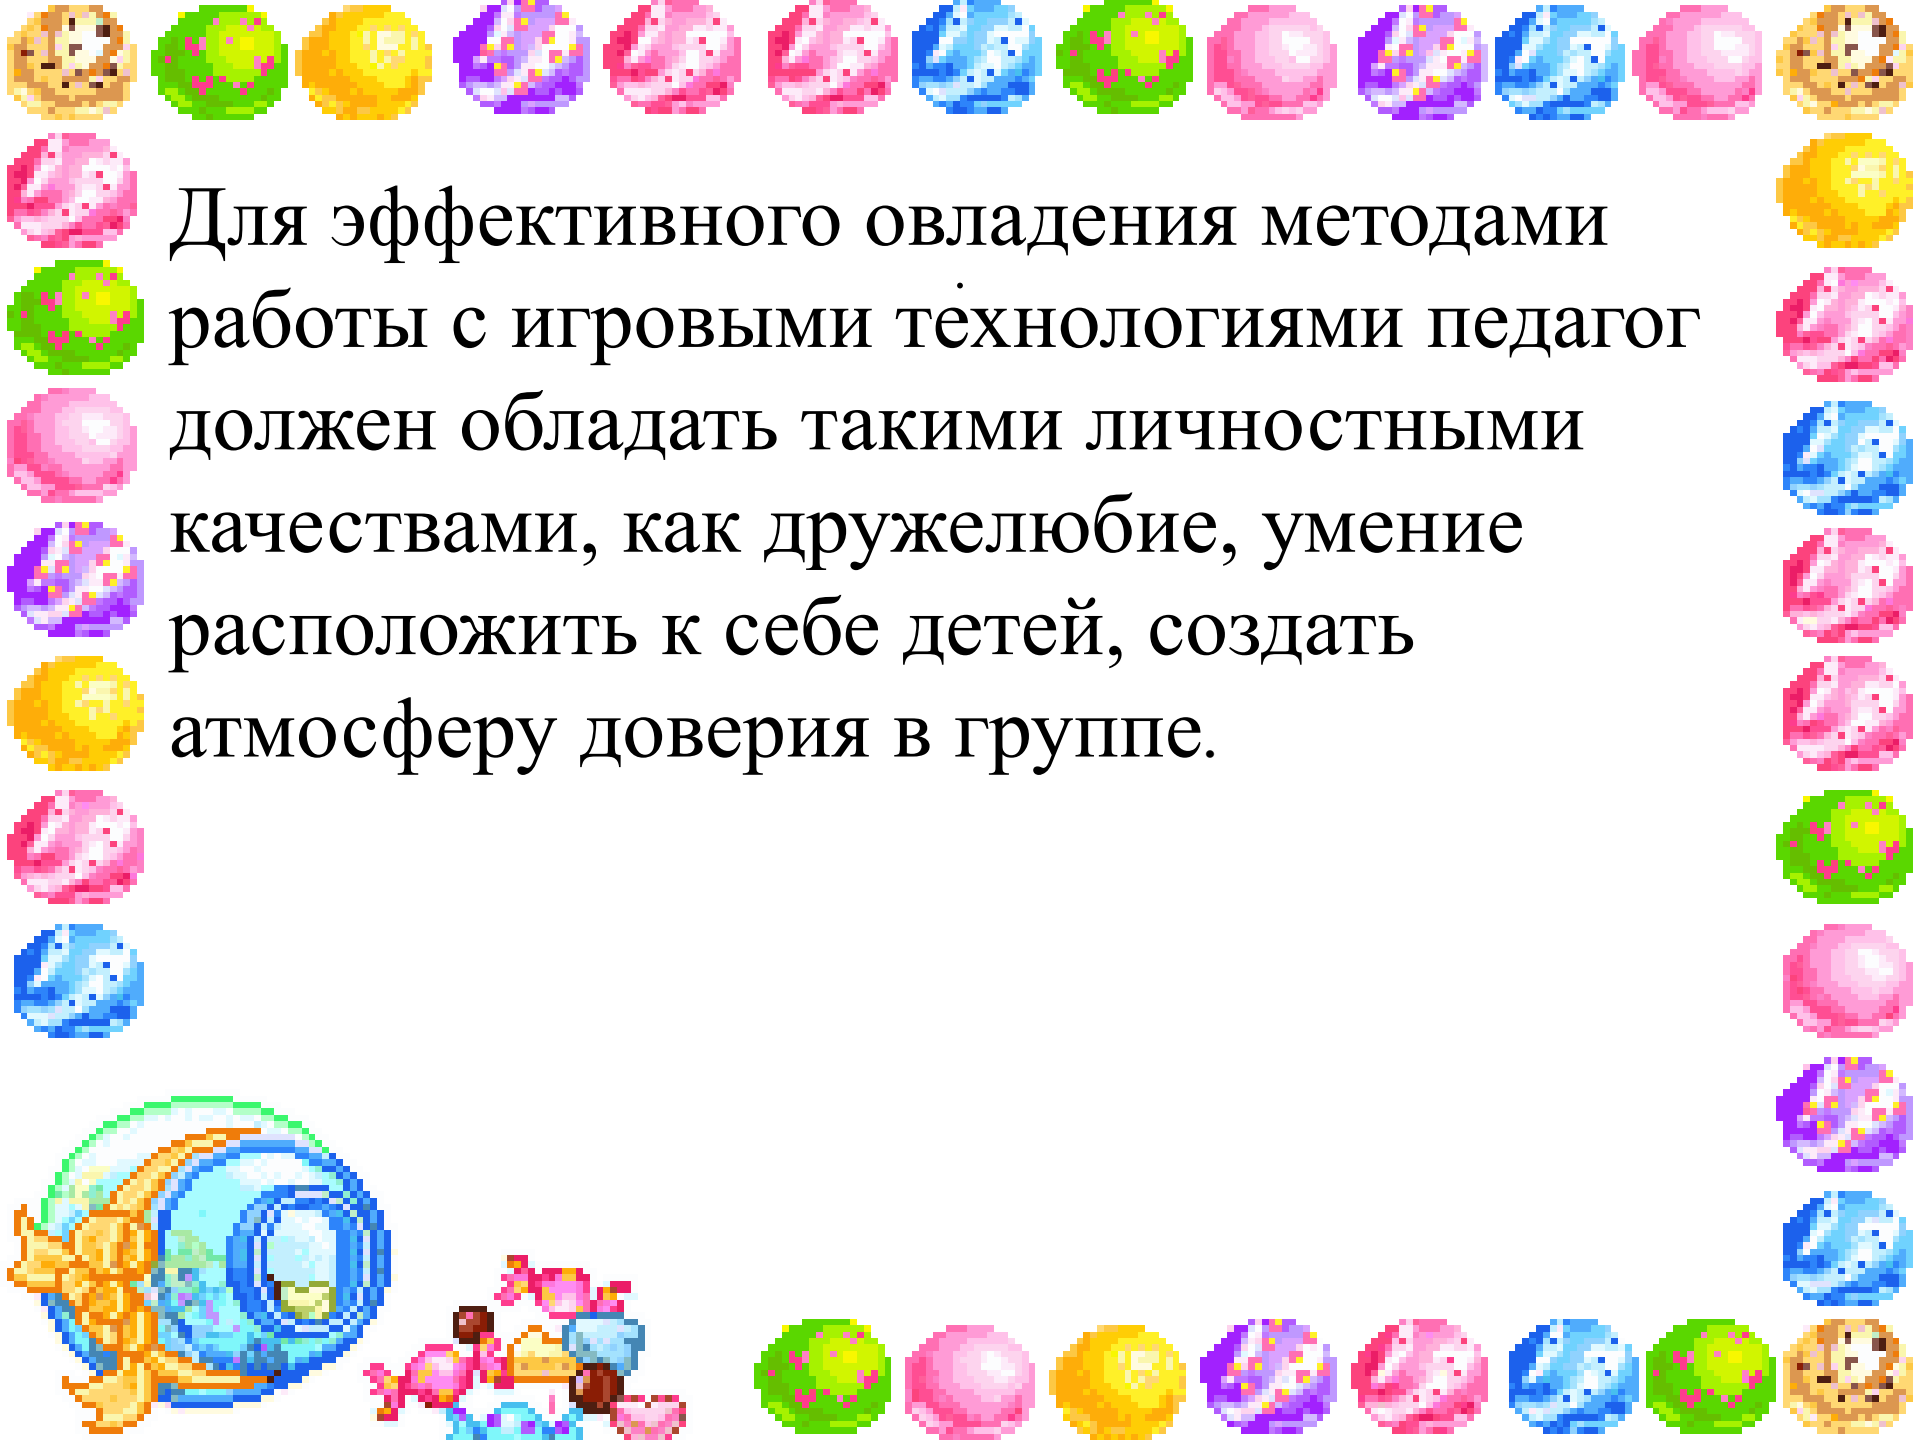 Для эффективного овладения методами
работы с игровыми технологиями педагог
должен обладать такими личностными
качествами, как дружелюбие, умение
расположить к себе детей, создать
атмосферу доверия в группе.